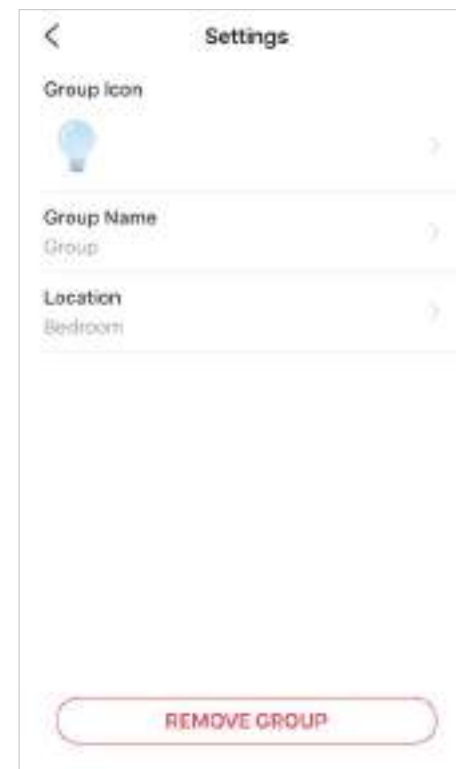 Settings
Group Icon
Group Name
Group
Location
Bedroom
REMOVE GROUP